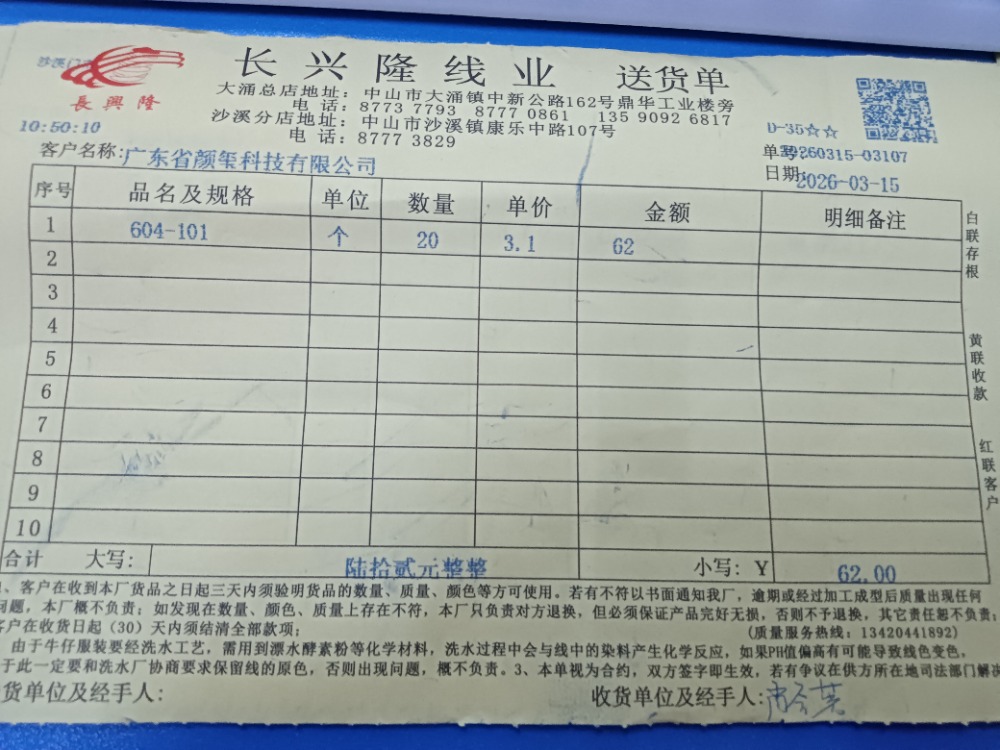 長興隆
长兴隆线业 送货单
大涌总店地址：中山市大涌镇中新公路162号鼎华工业楼旁
电话：8773 7793 8777 0861 135 9092 6817
沙溪分店地址：中山市沙溪镇康乐中路107号
电话：8777 3829
10:50:10
D-35☆☆
客户名称:广东省颜玺科技有限公司
单号:20260315-03107
日期:2026-03-15
序号 品名及规格 单位 数量 单价 金额 明细备注
1 604-101 个 20 3.1 62
2
3
4
5
6
7
8
9
10
白联存根
黄联收款
红联客户
合计 大写: 陆拾贰元整整 小写: Y 62.00
、客户在收到本厂货品之日起三天内须验明货品的数量、质量、颜色等方可使用。若有不符以书面通知我厂，逾期或经过加工成型后质量出现任何
问题，本厂概不负责；如发现在数量、颜色、质量上存在不符，本厂只负责对方退换，但必须保证产品完好无损，否则不予退换，其它责任恕不负责；
客户在收货日起（30）天内须结清全部款项；
(质量服务热线：13420441892)
由于牛仔服装要经洗水工艺，需用到漂水酵素粉等化学材料，洗水过程中会与线中的染料产生化学反应，如果PH值偏高有可能导致线色变色，
于此一定要和洗水厂协商要求保留线的原色，否则出现问题，概不负责。3、本单视为合约，双方签字即生效，若有争议在供方所在地司法部门解决
货单位及经手人：
收货单位及经手人: